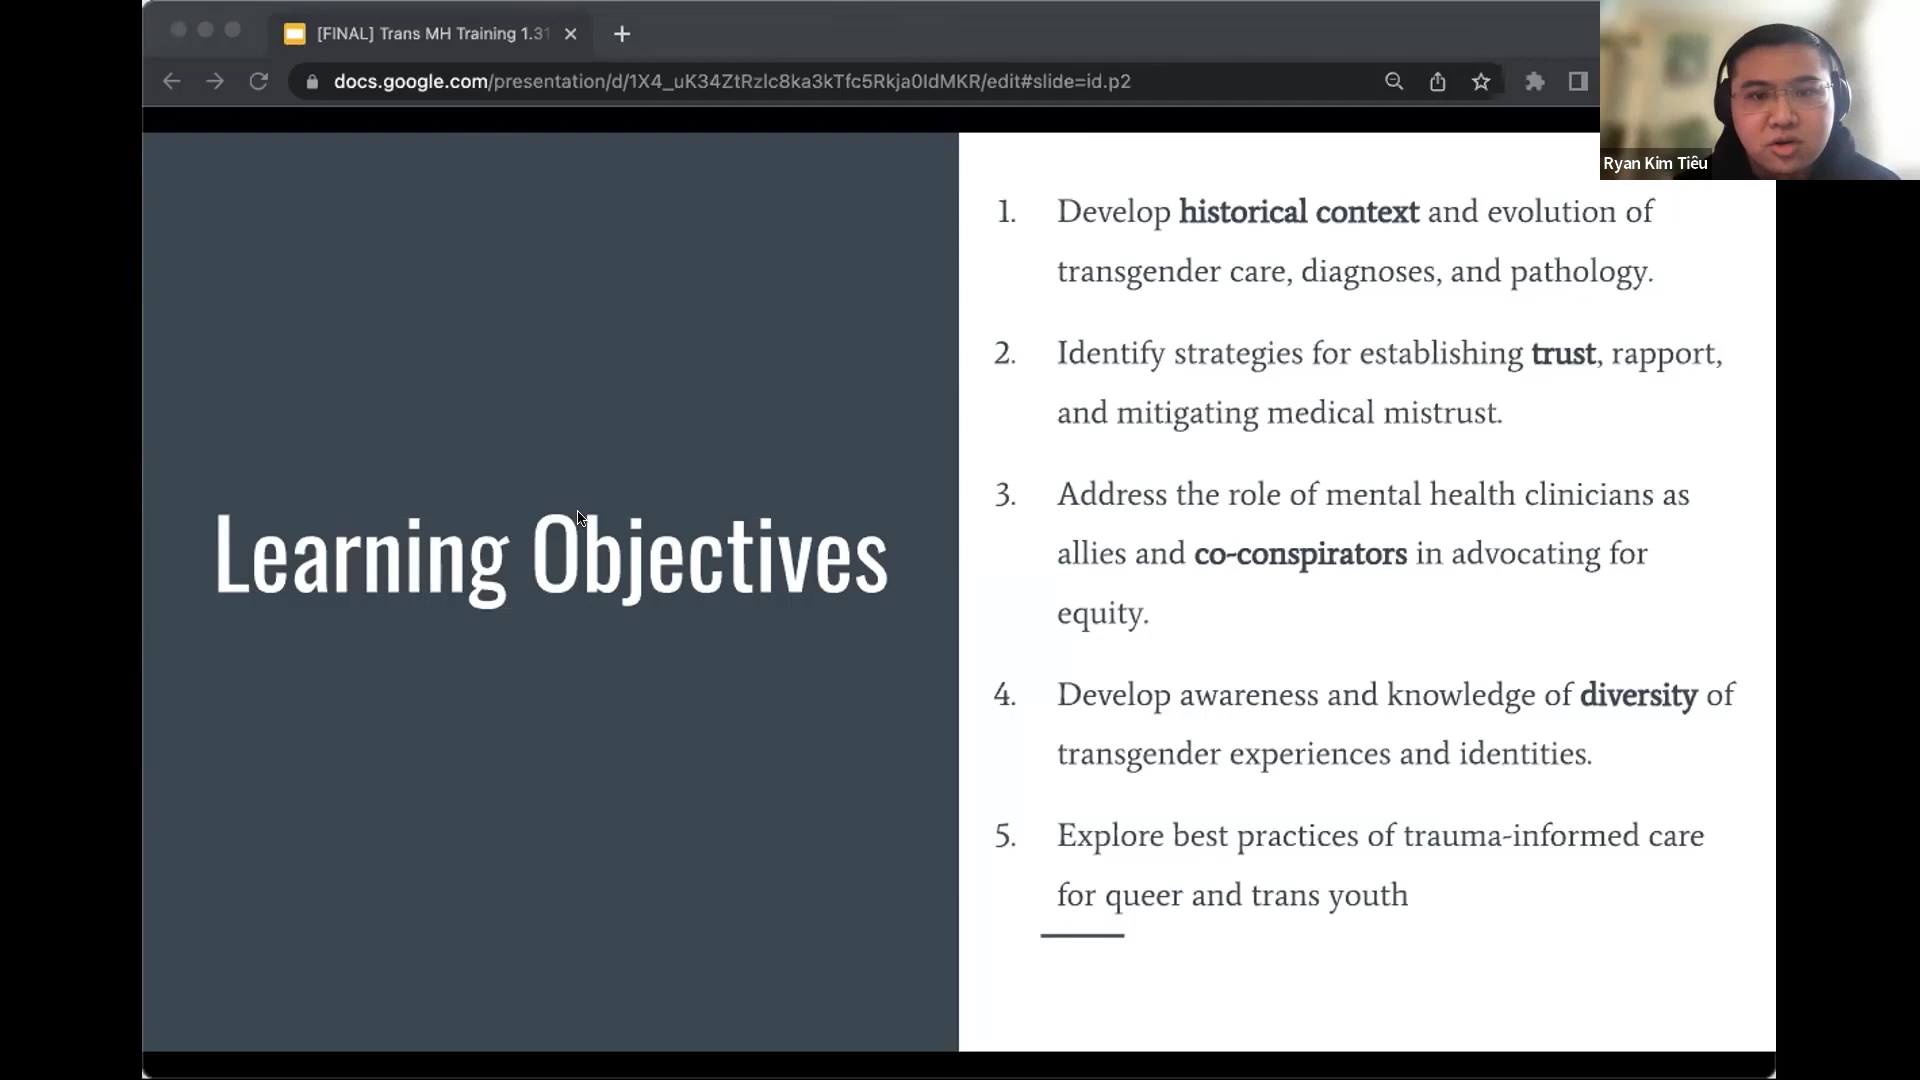 [FINAL] Trans MH Training 1.31
docs.google.com/presentation/d/1X4_uK34ZtRzlc8ka3kTfc5Rkja0IdMKR/edit#slide=id.p2
Ryan Kim Tiêu
Learning Objectives
1. Develop historical context and evolution of
transgender care, diagnoses, and pathology.
2. Identify strategies for establishing trust, rapport,
and mitigating medical mistrust.
3. Address the role of mental health clinicians as
allies and co-conspirators in advocating for
equity.
4. Develop awareness and knowledge of diversity of
transgender experiences and identities.
5. Explore best practices of trauma-informed care
for queer and trans youth